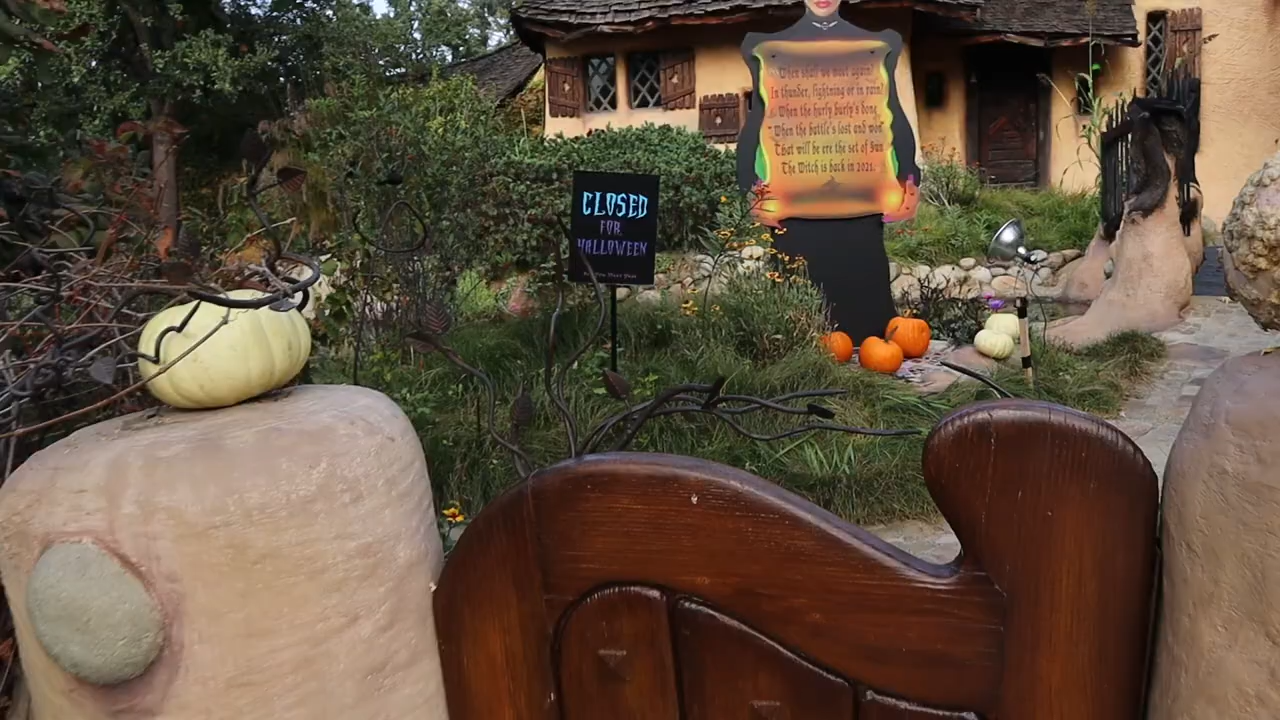 When shall we meet again?
In thunder, lightning or in rain?
When the hurly burly's done,
When the battle's lost and won
That will be ere the set of Sun
The Witch is back in 2021.
CLOSED
FOR
HALLOWEEN